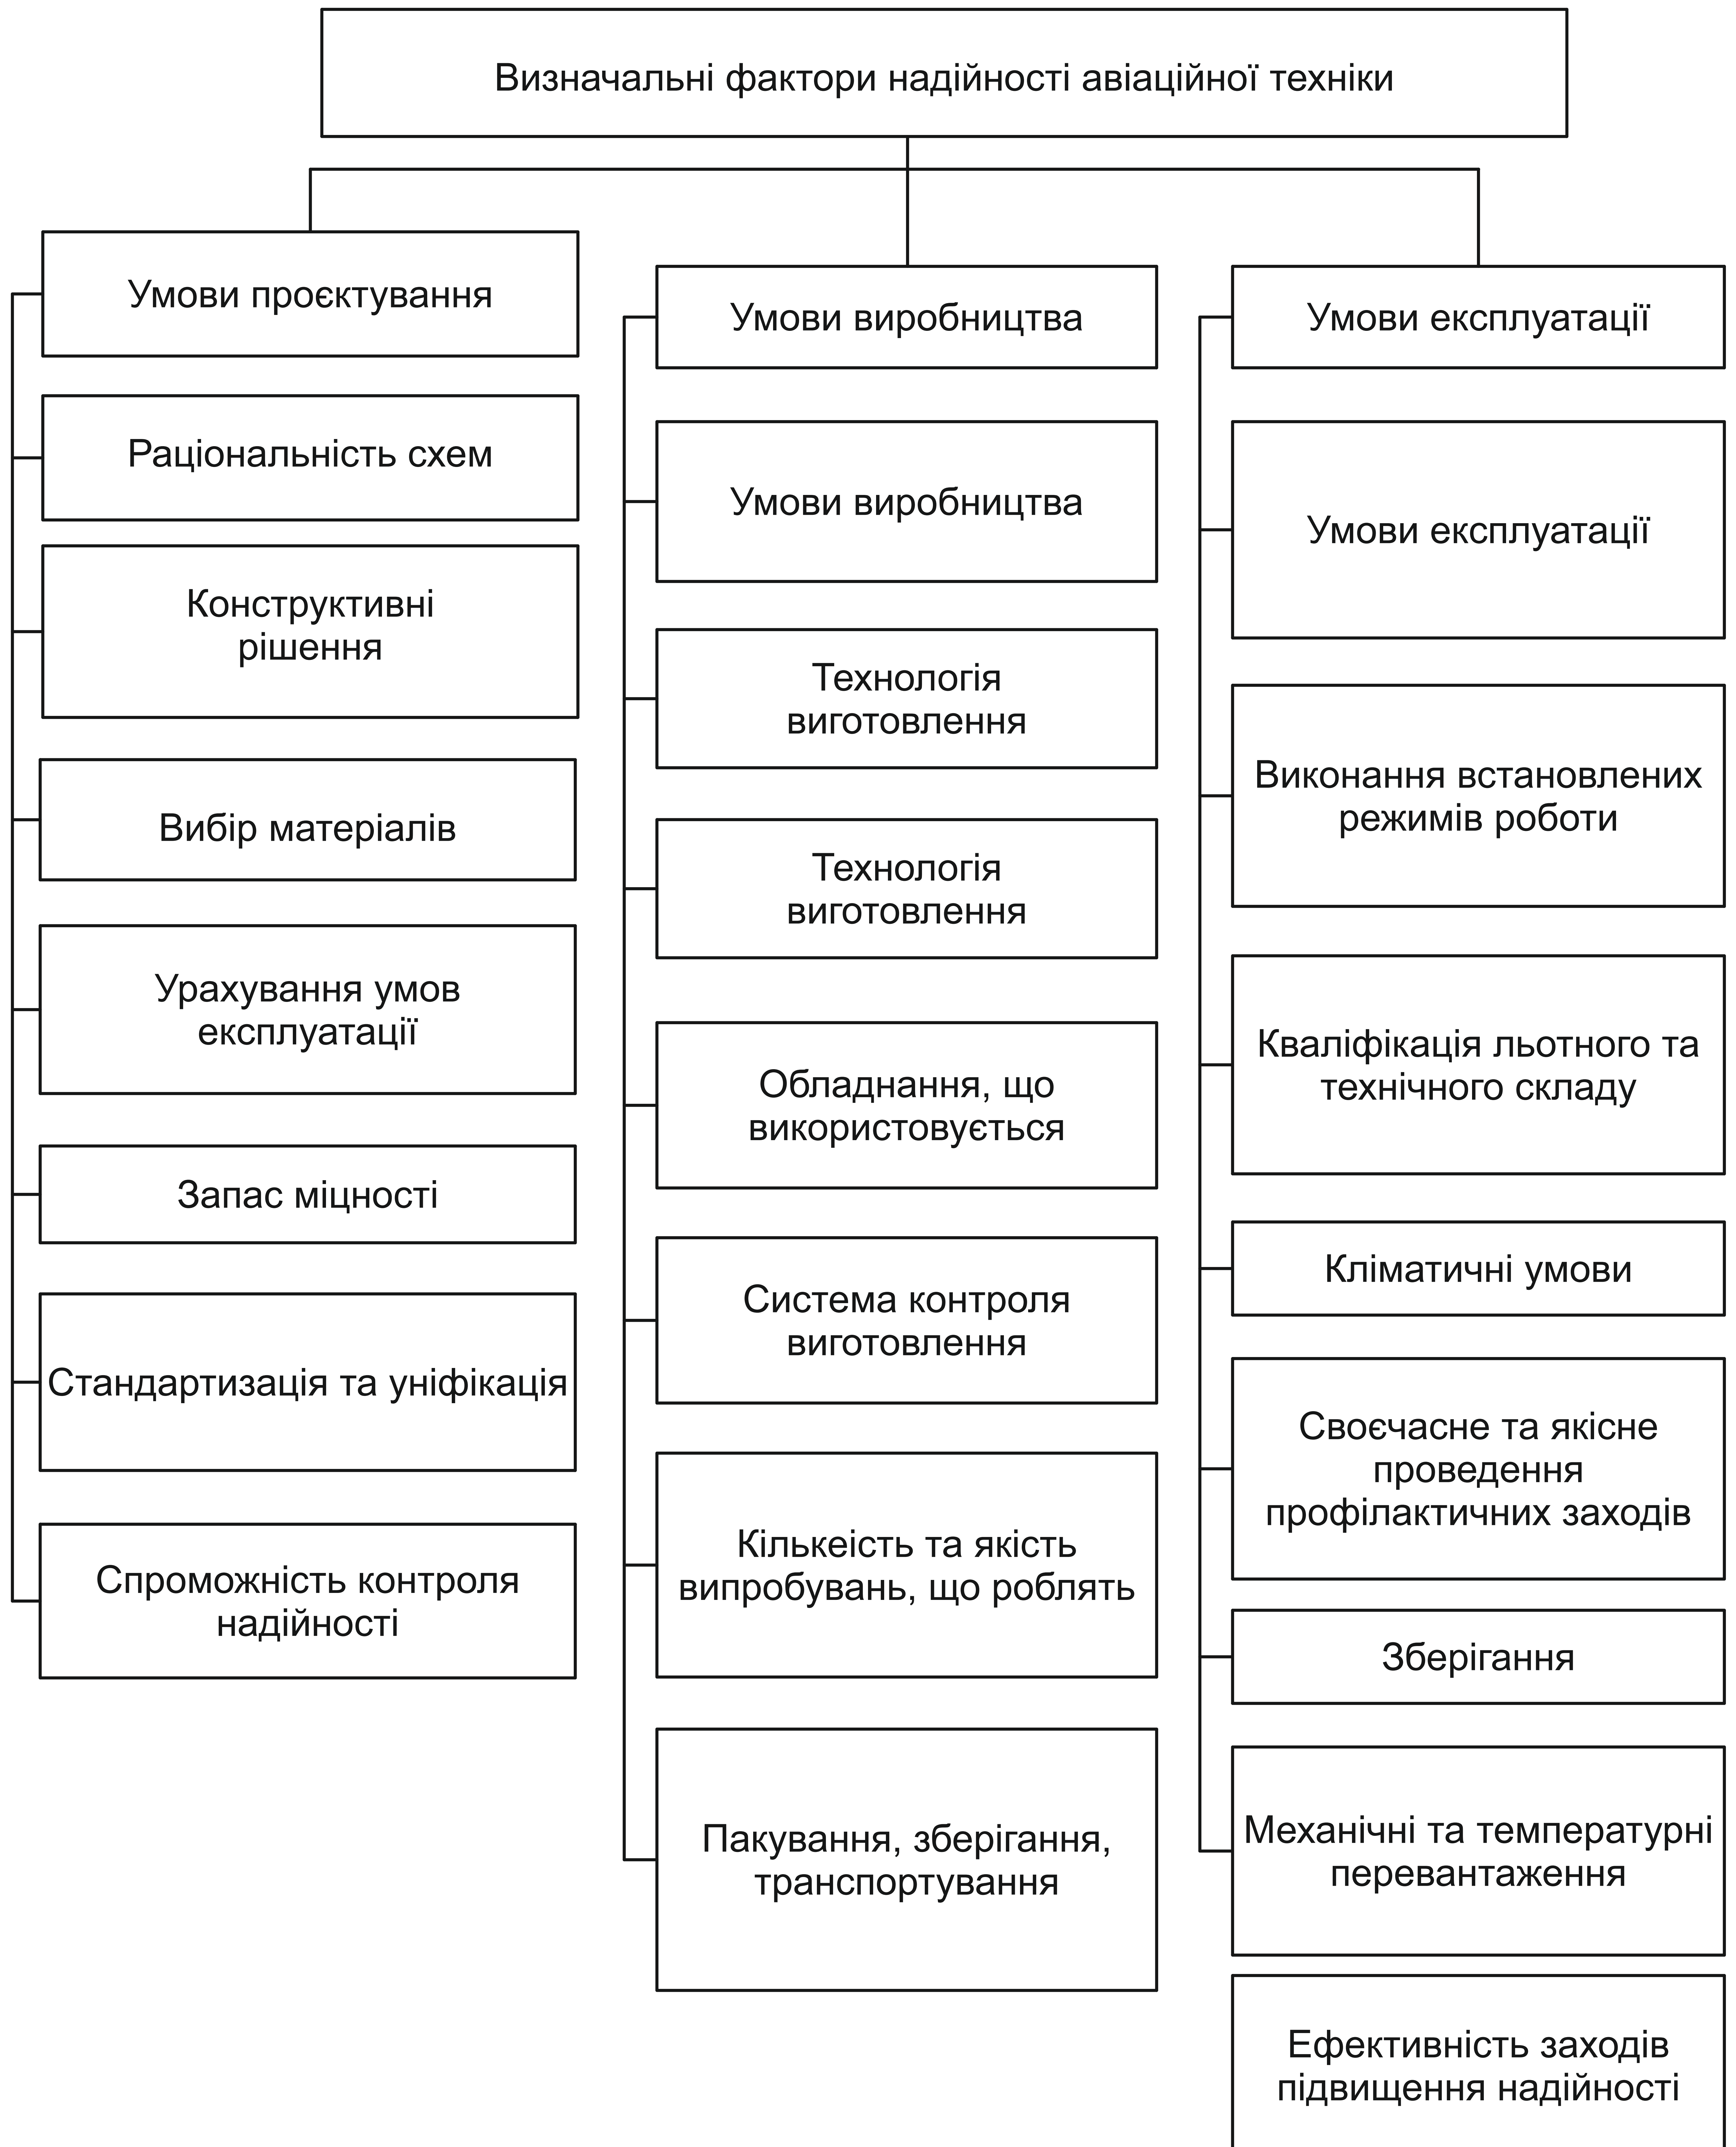 Визначальні фактори надійності авіаційної техніки
Умови проєктування
Раціональність схем
Конструктивні
рішення
Вибір матеріалів
Урахування умов
експлуатації
Запас міцності
Стандартизація та уніфікація
Спроможність контроля
надійності
Умови виробництва
Умови виробництва
Технологія
виготовлення
Технологія
виготовлення
Обладнання, що
використовується
Система контроля
виготовлення
Кількеість та якість
випробувань, що роблять
Пакування, зберігання,
транспортування
Умови експлуатації
Умови експлуатації
Виконання встановлених
режимів роботи
Кваліфікація льотного та
технічного складу
Кліматичні умови
Своєчасне та якісне
проведення
профілактичних заходів
Зберігання
Механічні та температурні
перевантаження
Ефективність заходів
підвищення надійності